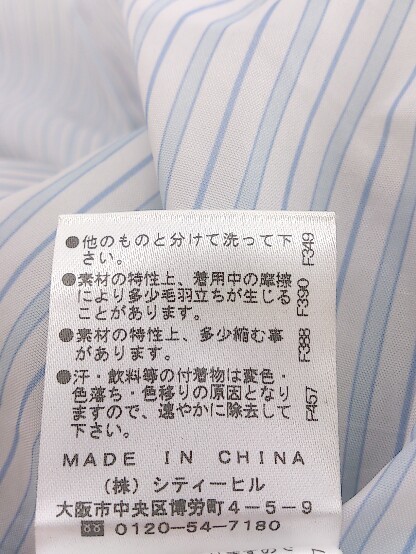 ●他のものと分けて洗って下
さい。
F349
●素材の特性上、着用中の摩擦
により多少毛羽立ちが生じる
ことがあります。
F390
●素材の特性上、多少縮む事
があります。
F388
●汗・飲料等の付着物は変色・
色落ち・色移りの原因となり
ますので、速やかに除去して
下さい。
F457
MADE IN CHINA
(株) シティーヒル
大阪市中央区博労町4-5-9
0120-54-7180